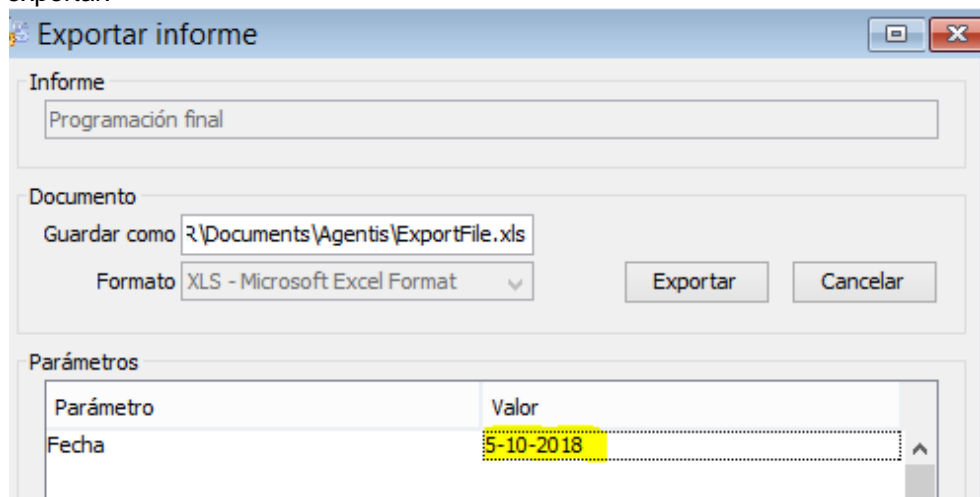 exportar.
Exportar informe
Informe
Programación final
Documento
Guardar como R\Documents\Agentis\ExportFile.xls
Formato XLS - Microsoft Excel Format Exportar Cancelar
Parámetros
Parámetro Valor
Fecha 5-10-2018